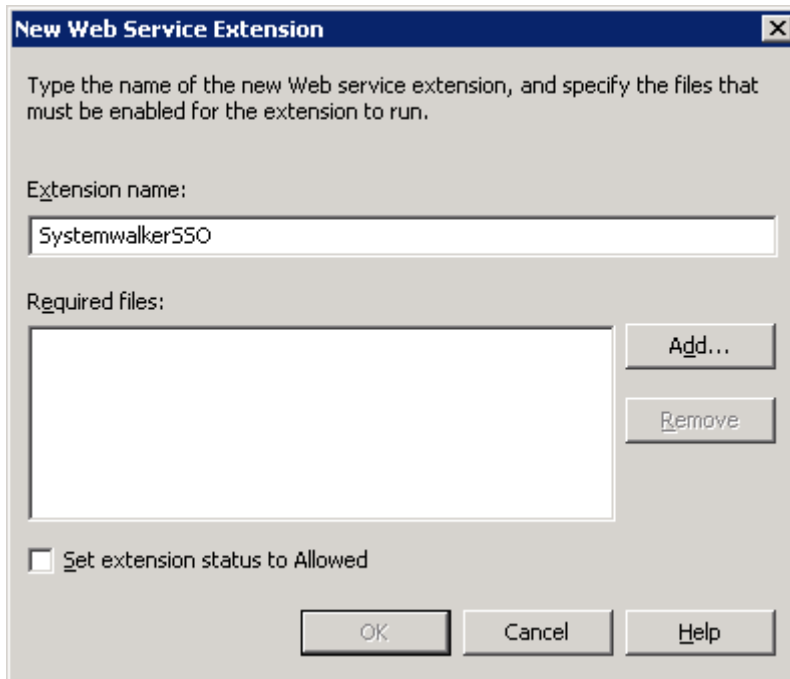 New Web Service Extension
Type the name of the new Web service extension, and specify the files that
must be enabled for the extension to run.
Extension name:
SystemwalkerSSO
Required files:
Add...
Remove
Set extension status to Allowed
OK
Cancel
Help